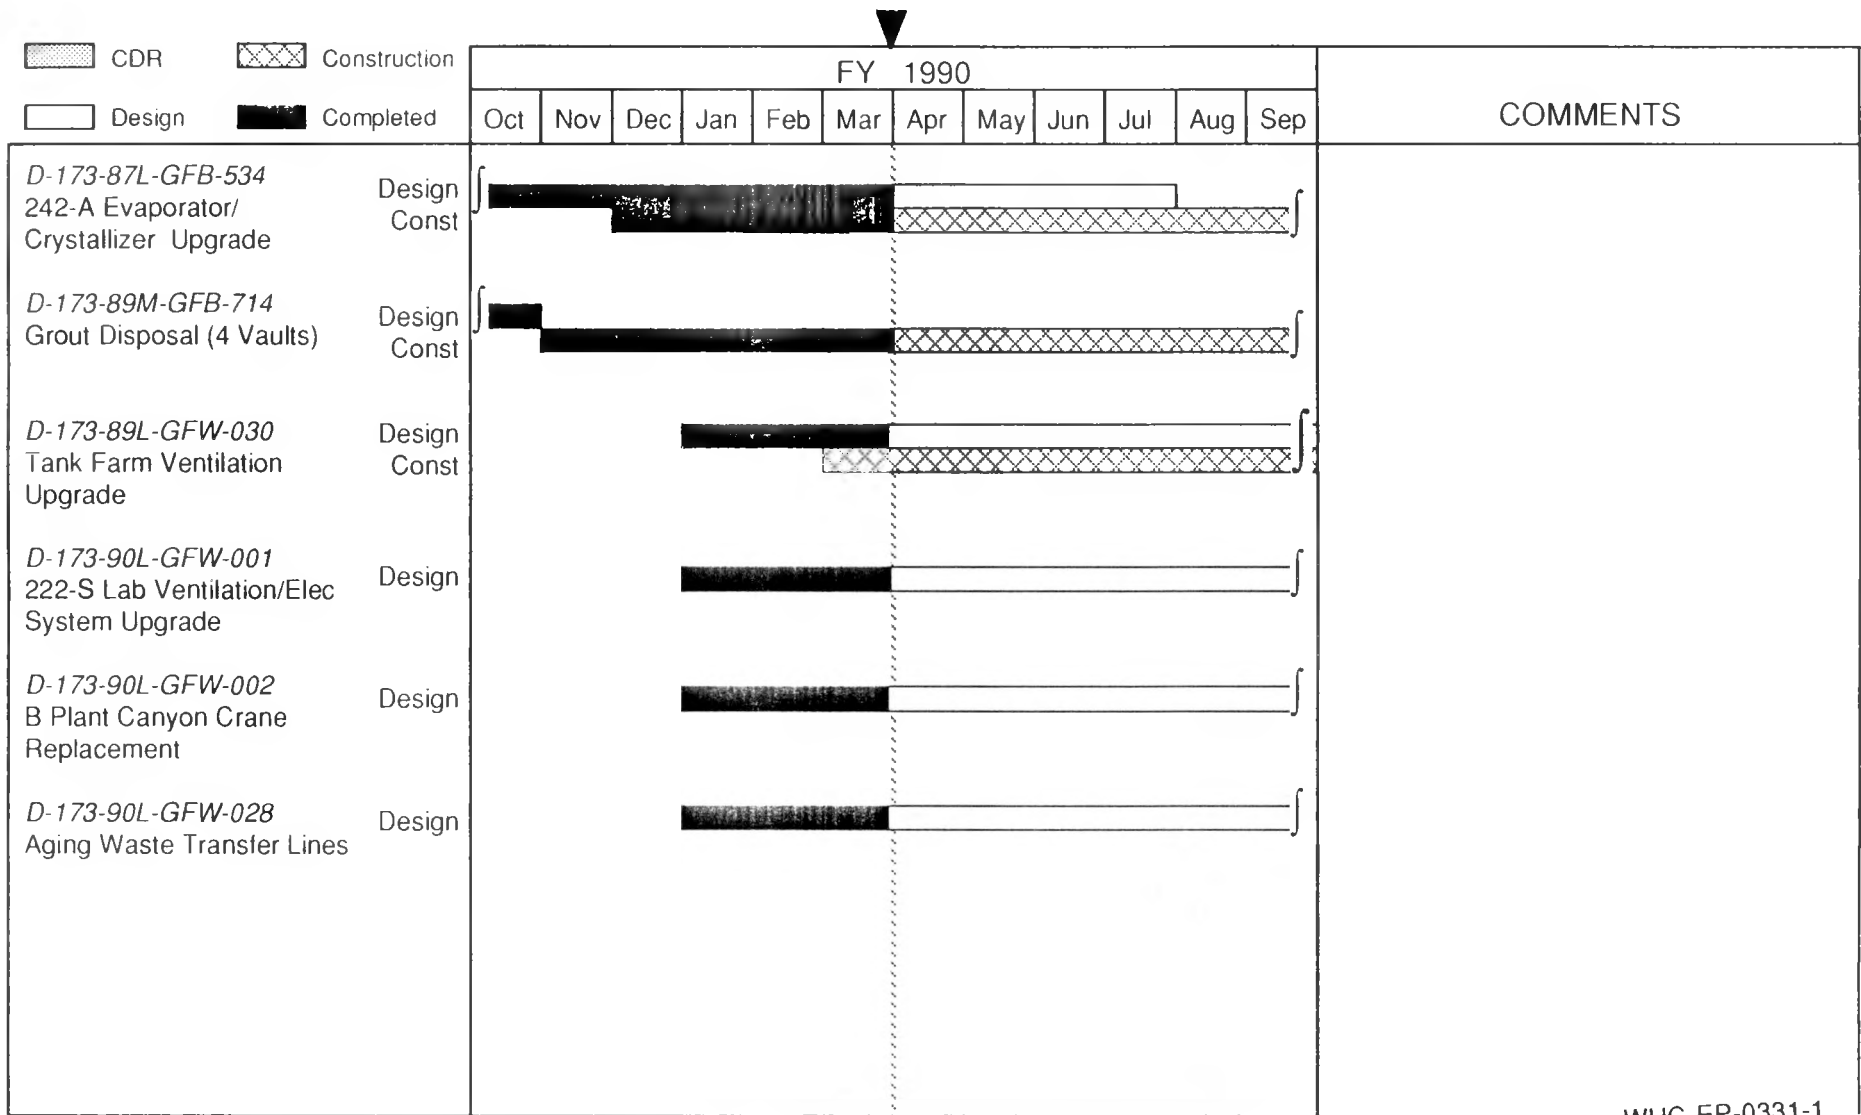 CDR
Construction
Design
Completed
FY 1990
Oct Nov Dec Jan Feb Mar Apr May Jun Jul Aug Sep
COMMENTS
D-173-87L-GFB-534
242-A Evaporator/
Crystallizer Upgrade
Design
Const
D-173-89M-GFB-714
Grout Disposal (4 Vaults)
Design
Const
D-173-89L-GFW-030
Tank Farm Ventilation
Upgrade
Design
Const
D-173-90L-GFW-001
222-S Lab Ventilation/Elec
System Upgrade
Design
D-173-90L-GFW-002
B Plant Canyon Crane
Replacement
Design
D-173-90L-GFW-028
Aging Waste Transfer Lines
Design
WHC-EP-0331-1